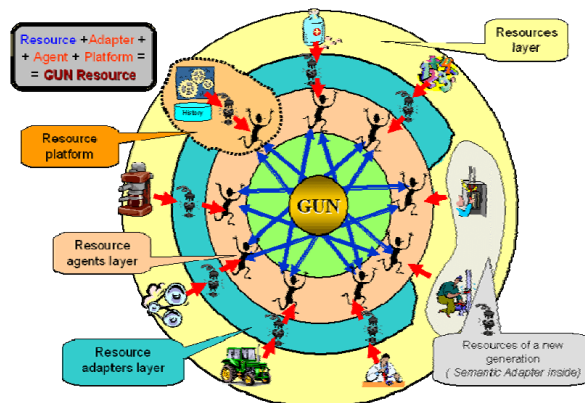 Resource +Adapter +
+ Agent + Platform =
= GUN Resource
Resources layer
History
Resource
platform
GUN
Resource
agents layer
Resource
adapters layer
Resources of a new
generation
( Semantic Adapter inside)